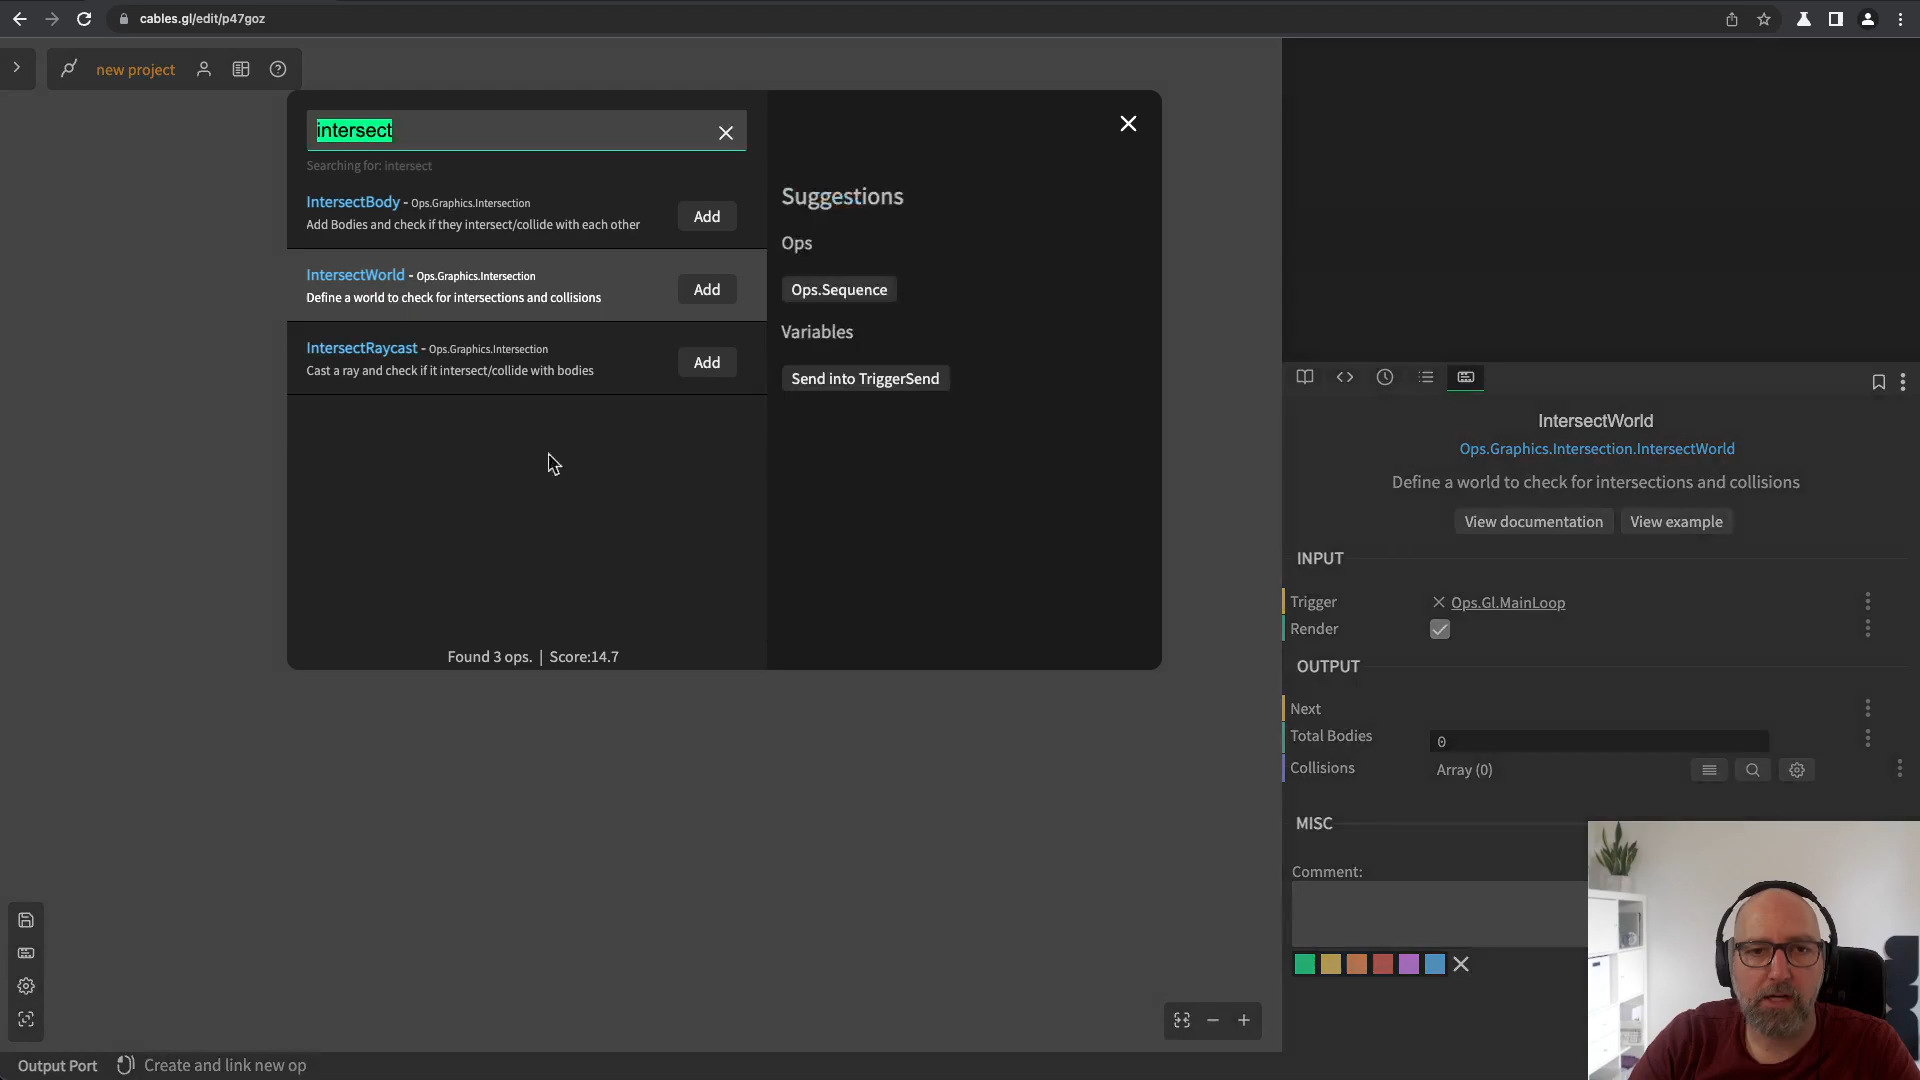 cables.gl/edit/p47goz
new project
intersect
Searching for: intersect
IntersectBody - Ops.Graphics.Intersection
Add Bodies and check if they intersect/collide with each other
Add
IntersectWorld - Ops.Graphics.Intersection
Define a world to check for intersections and collisions
Add
IntersectRaycast - Ops.Graphics.Intersection
Cast a ray and check if it intersect/collide with bodies
Add
Found 3 ops. | Score:14.7
Suggestions
Ops
Ops.Sequence
Variables
Send into TriggerSend
IntersectWorld
Ops.Graphics.Intersection.IntersectWorld
Define a world to check for intersections and collisions
View documentation View example
INPUT
Trigger Ops.Gl.MainLoop
Render
OUTPUT
Next
Total Bodies 0
Collisions Array (0)
MISC
Comment:
Output Port Create and link new op